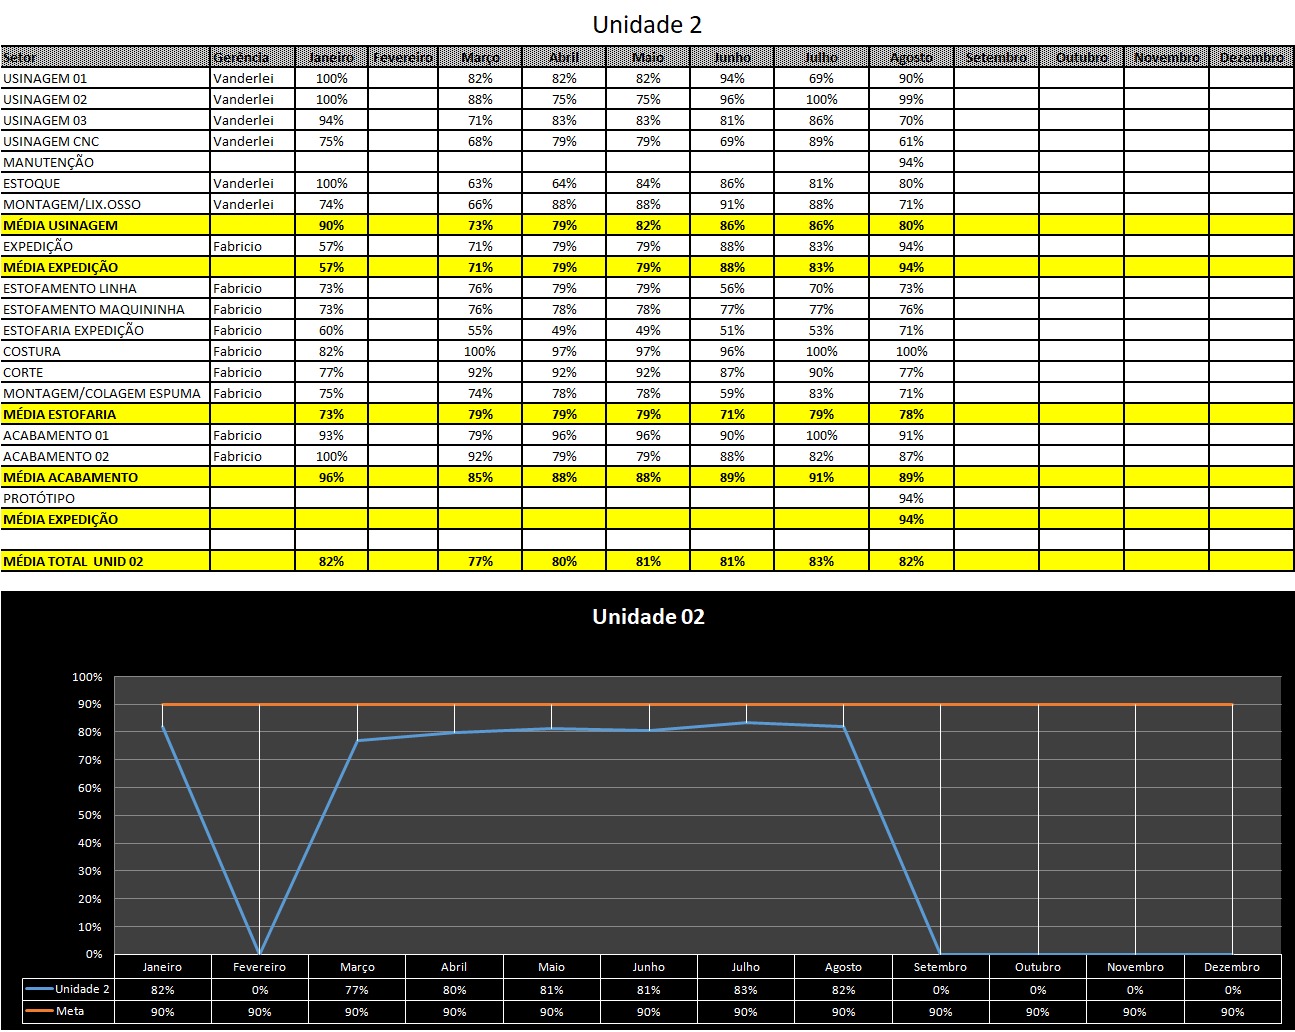 Unidade 2
Setor Gerência Janeiro Fevereiro Março Abril Maio Junho Julho Agosto Setembro Outubro Novembro Dezembro
USINAGEM 01 Vanderlei 100% 82% 82% 82% 94% 69% 90%
USINAGEM 02 Vanderlei 100% 88% 75% 75% 96% 100% 99%
USINAGEM 03 Vanderlei 94% 71% 83% 83% 81% 86% 70%
USINAGEM CNC Vanderlei 75% 68% 79% 79% 69% 89% 61%
MANUTENÇÃO 94%
ESTOQUE Vanderlei 100% 63% 64% 84% 86% 81% 80%
MONTAGEM/LIX.OSSO Vanderlei 74% 66% 88% 88% 91% 88% 71%
MÉDIA USINAGEM 90% 73% 79% 82% 86% 86% 80%
EXPEDIÇÃO Fabricio 57% 71% 79% 79% 88% 83% 94%
MÉDIA EXPEDIÇÃO 57% 71% 79% 79% 88% 83% 94%
ESTOFAMENTO LINHA Fabricio 73% 76% 79% 79% 56% 70% 73%
ESTOFAMENTO MAQUININHA Fabricio 73% 76% 78% 78% 77% 77% 76%
ESTOFARIA EXPEDIÇÃO Fabricio 60% 55% 49% 49% 51% 53% 71%
COSTURA Fabricio 82% 100% 97% 97% 96% 100% 100%
CORTE Fabricio 77% 92% 92% 92% 87% 90% 77%
MONTAGEM/COLAGEM ESPUMA Fabricio 75% 74% 78% 78% 59% 83% 71%
MÉDIA ESTOFARIA 73% 79% 79% 79% 71% 79% 78%
ACABAMENTO 01 Fabricio 93% 79% 96% 96% 90% 100% 91%
ACABAMENTO 02 Fabricio 100% 92% 79% 79% 88% 82% 87%
MÉDIA ACABAMENTO 96% 85% 88% 88% 89% 91% 89%
PROTÓTIPO 94%
MÉDIA EXPEDIÇÃO 94%
MÉDIA TOTAL UNID 02 82% 77% 80% 81% 81% 83% 82%
Unidade 02
100%
90%
80%
70%
60%
50%
40%
30%
20%
10%
0%
Janeiro Fevereiro Março Abril Maio Junho Julho Agosto Setembro Outubro Novembro Dezembro
Unidade 2 82% 0% 77% 80% 81% 81% 83% 82% 0% 0% 0% 0%
Meta 90% 90% 90% 90% 90% 90% 90% 90% 90% 90% 90% 90%